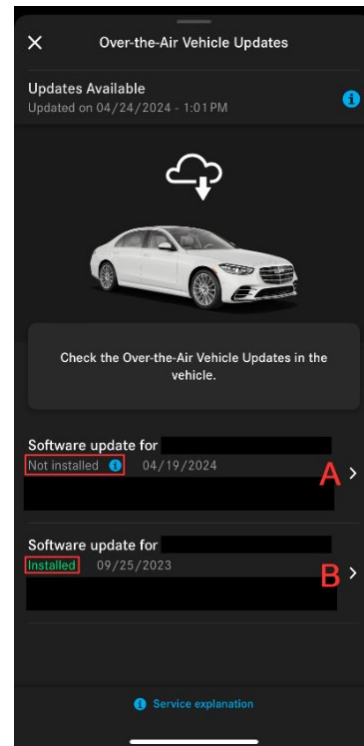 Over-the-Air Vehicle Updates
Updates Available
Updated on 04/24/2024 - 1:01 PM
Check the Over-the-Air Vehicle Updates in the
vehicle.
Software update for
Not installed 04/19/2024
A
Software update for
Installed 09/25/2023
B
Service explanation